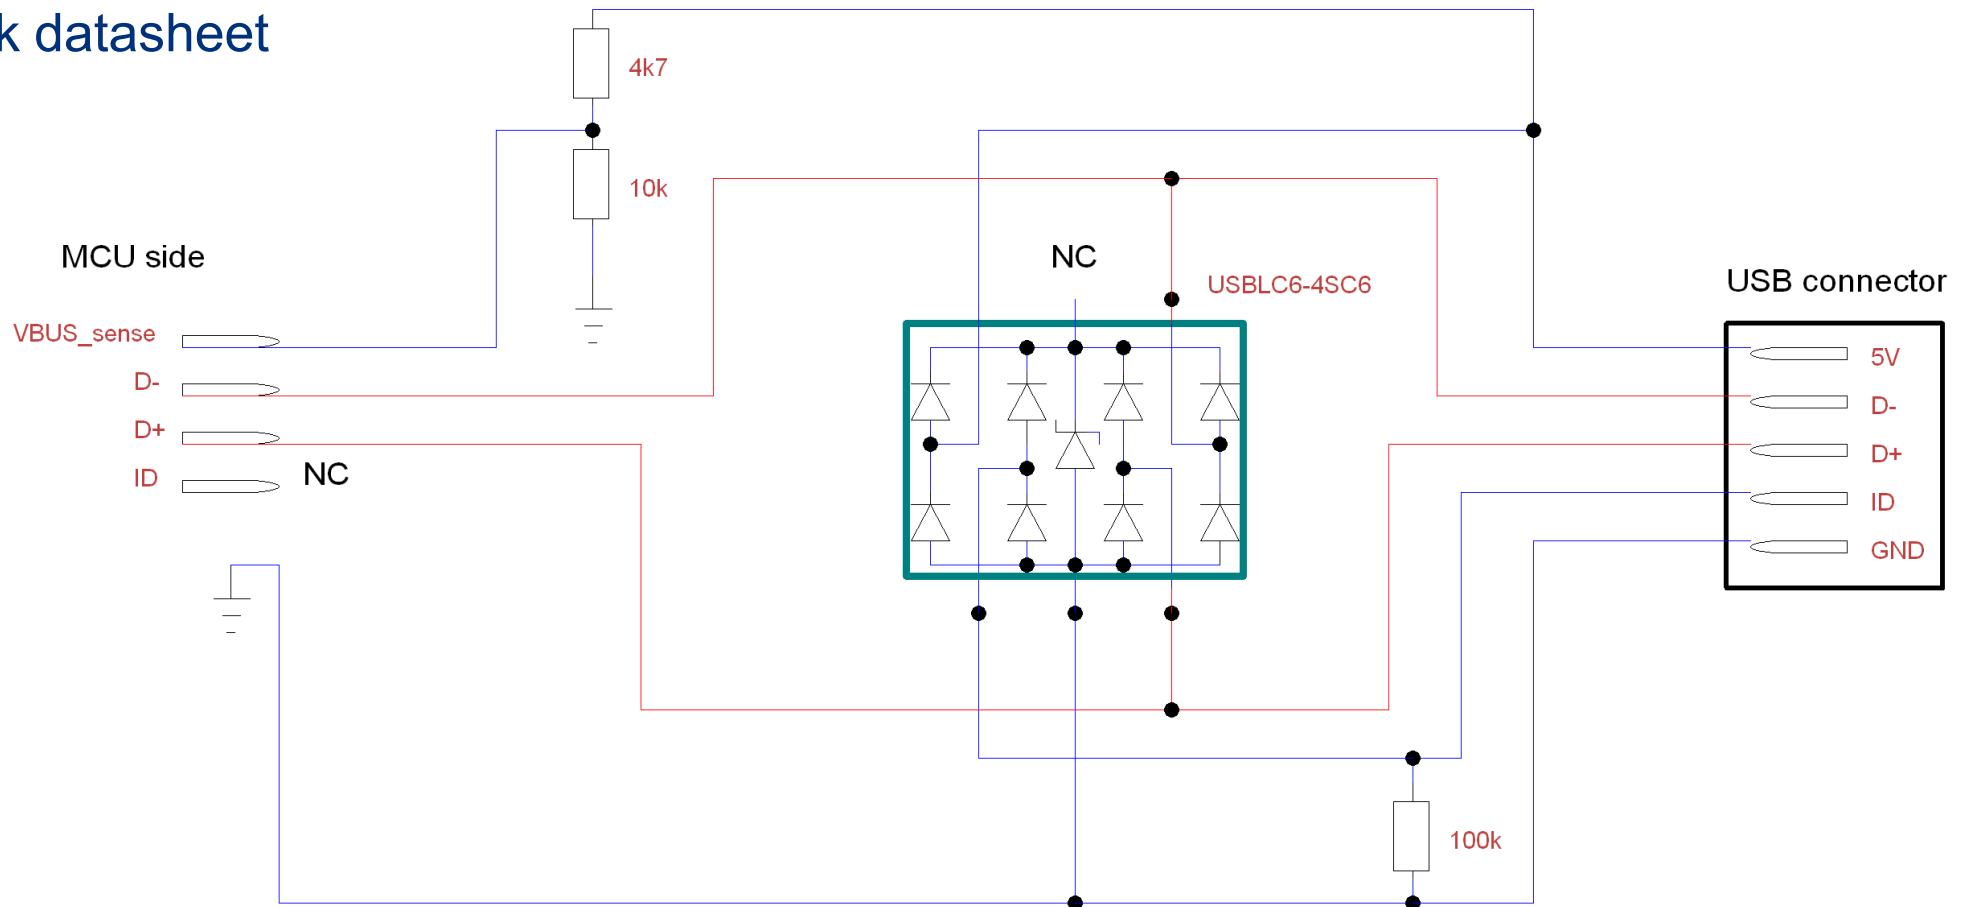 k datasheet
4k7
10k
MCU side
NC
USBLC6-4SC6
USB connector
VBUS_sense
D-
D+
ID
NC
5V
D-
D+
ID
GND
100k